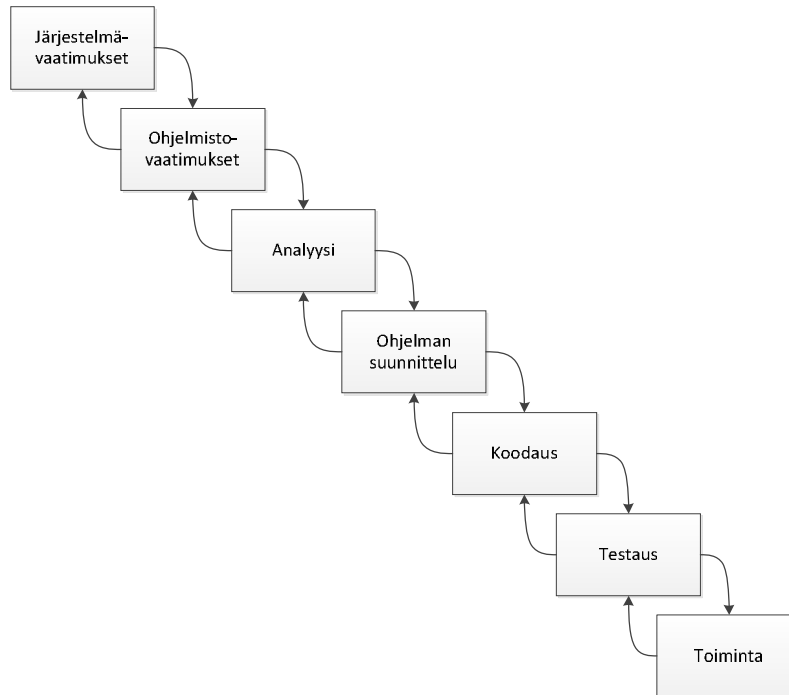 Järjestelmä-
vaatimukset
Ohjelmisto-
vaatimukset
Analyysi
Ohjelman
suunnittelu
Koodaus
Testaus
Toiminta